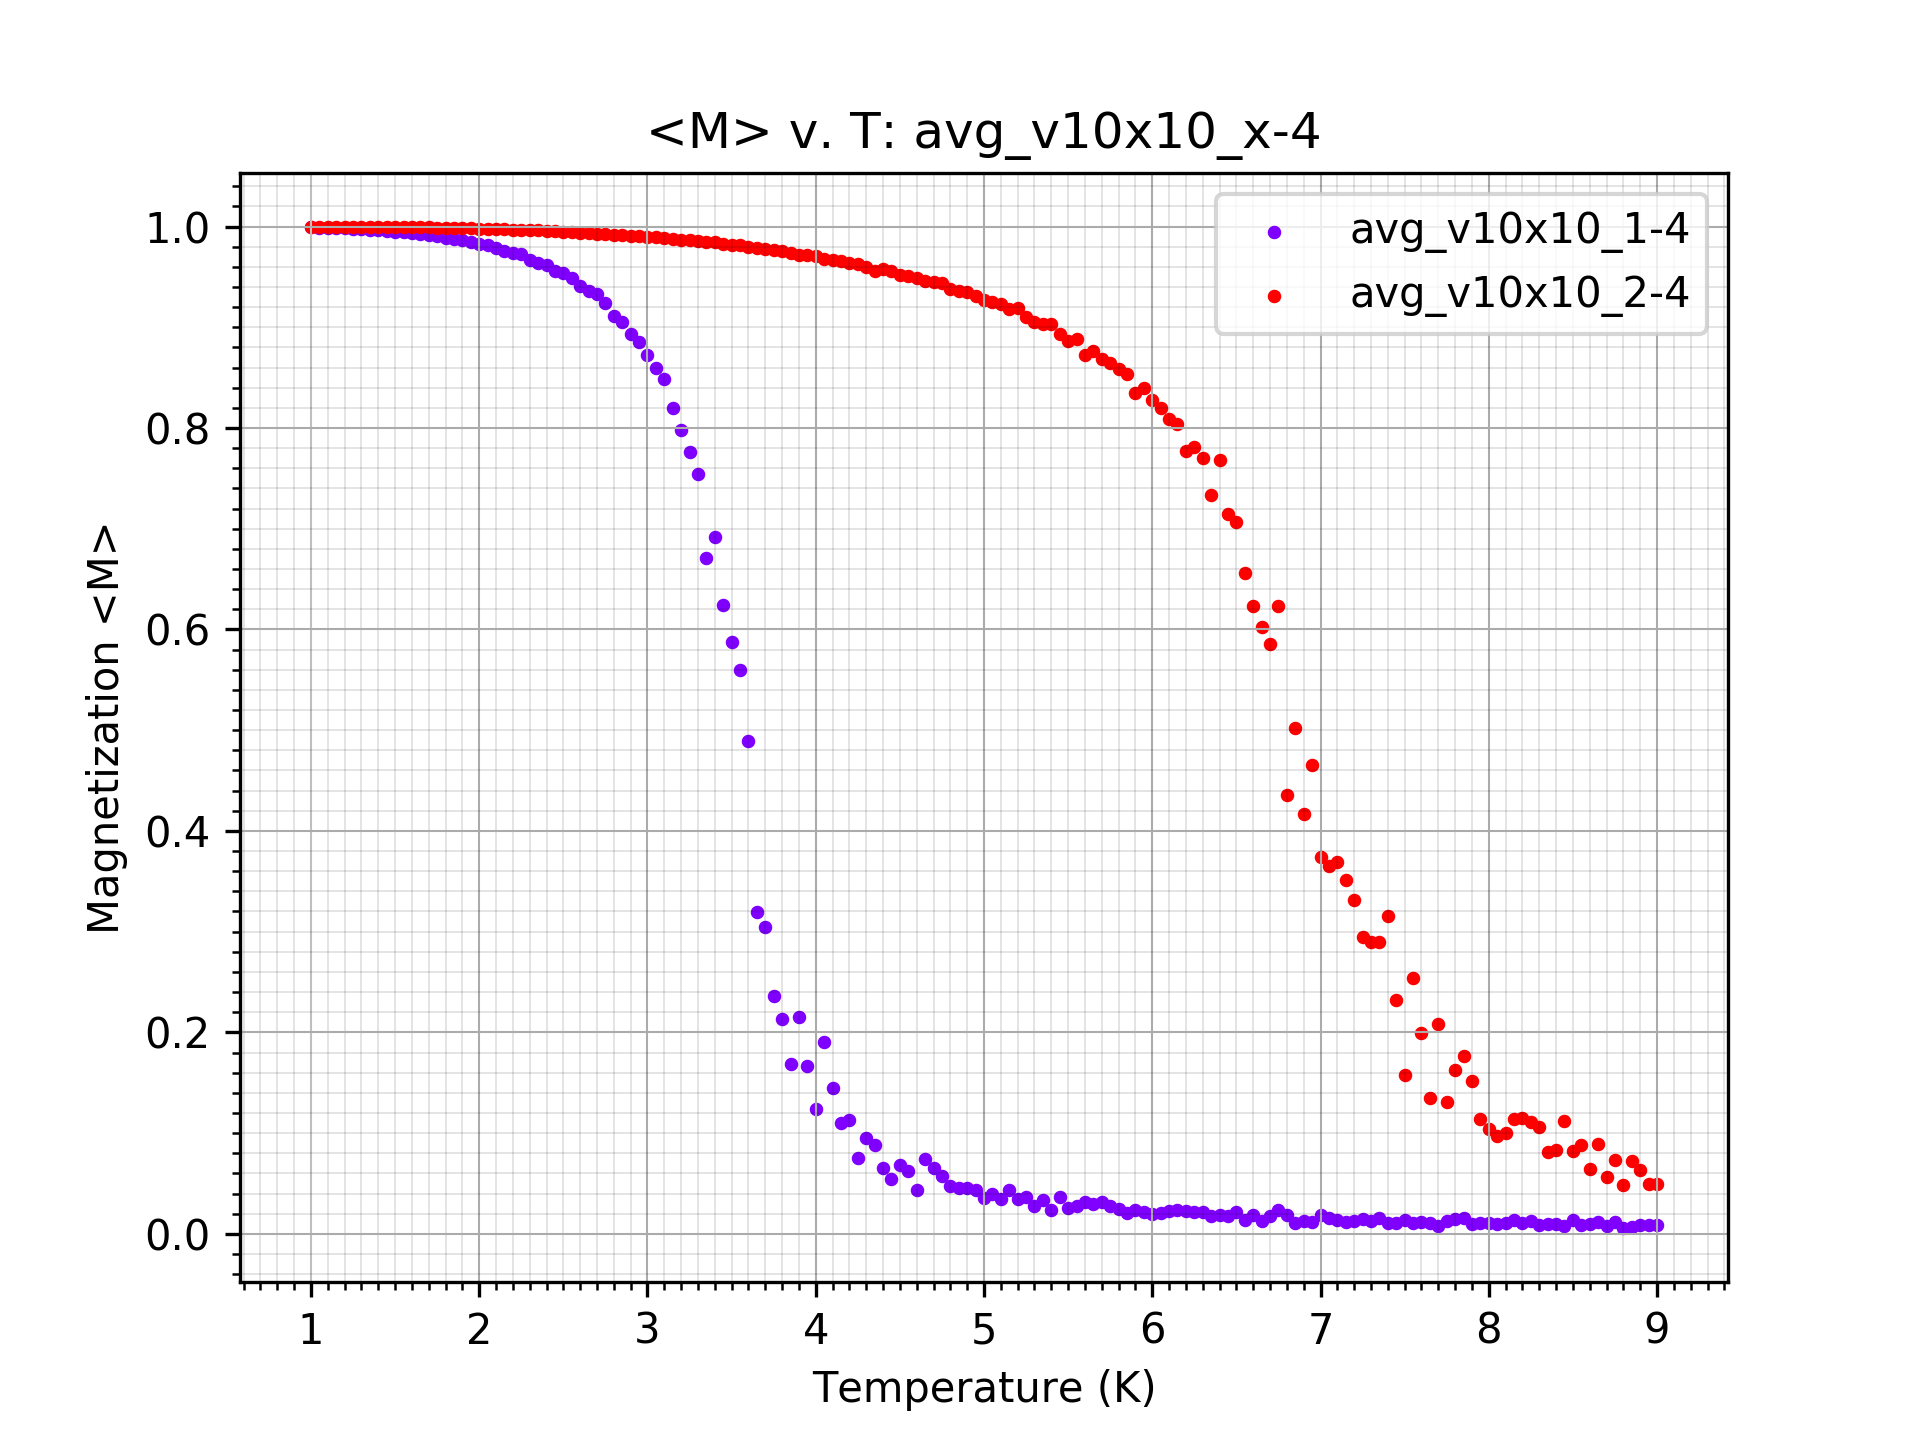 <M> v. T: avg_v10x10_x-4
avg_v10x10_1-4
avg_v10x10_2-4
Magnetization <M>
1.0
0.8
0.6
0.4
0.2
0.0
1 2 3 4 5 6 7 8 9
Temperature (K)